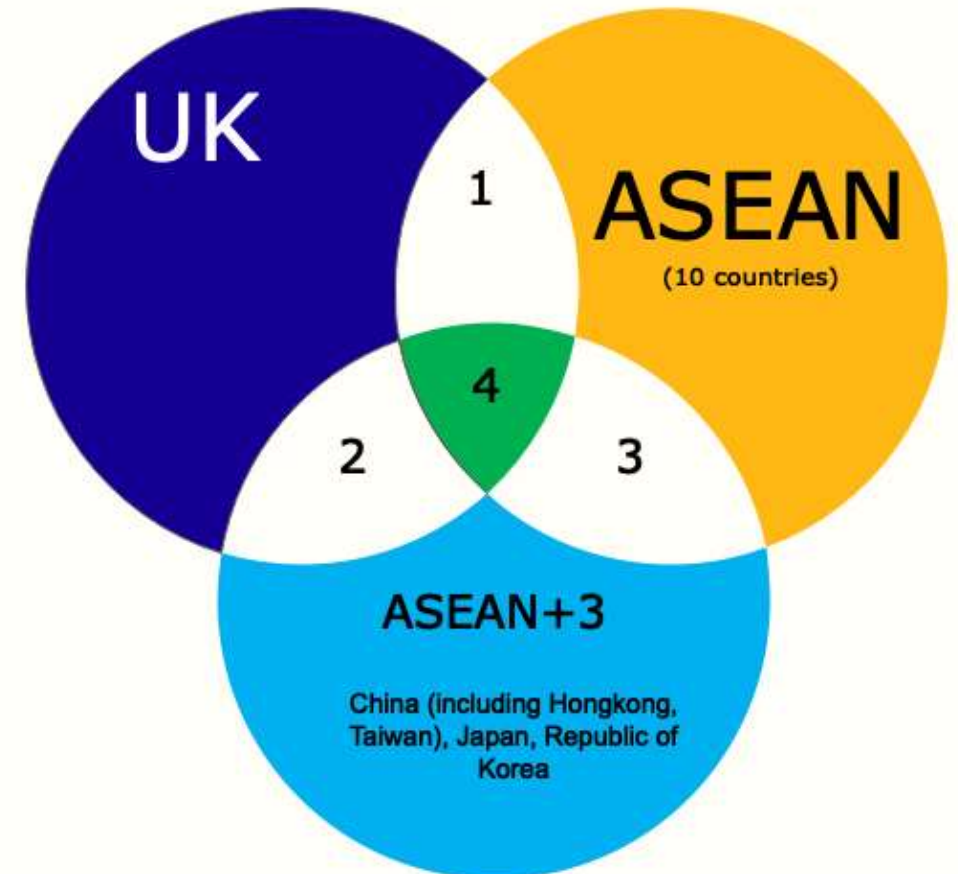 UK
1
ASEAN
(10 countries)
4
2
3
ASEAN+3
China (including Hongkong,
Taiwan), Japan, Republic of
Korea